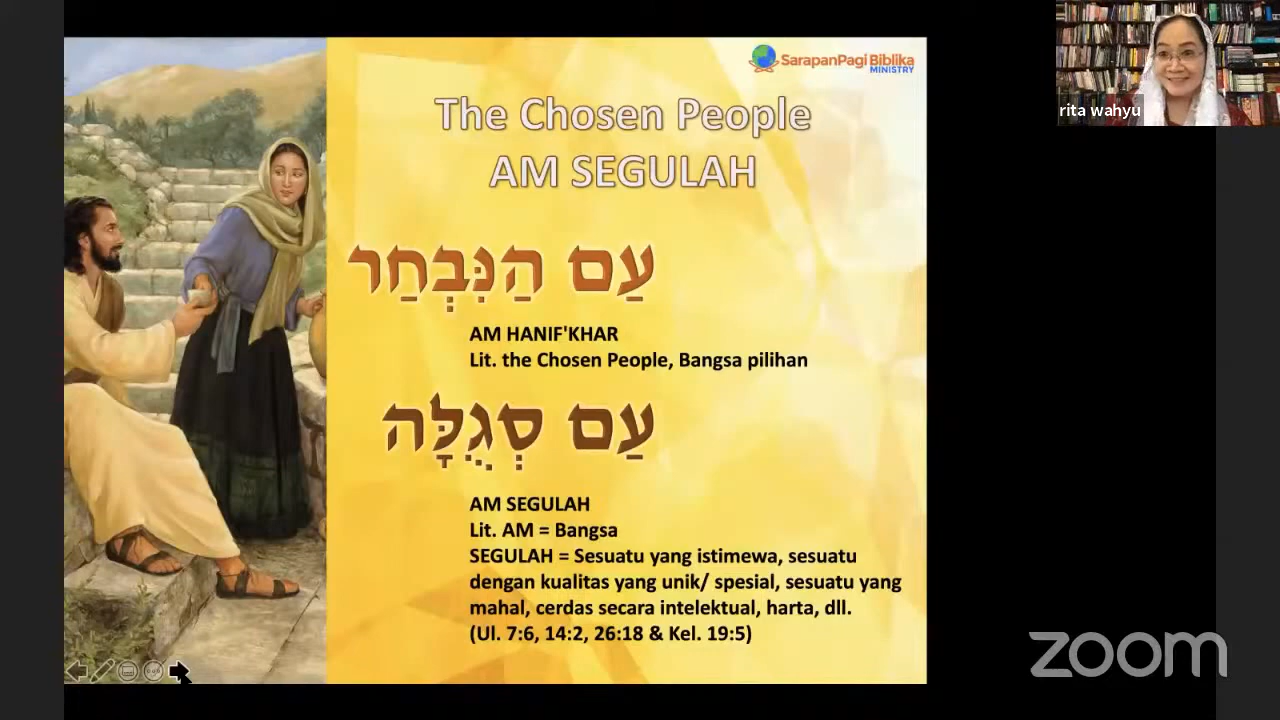 SarapanPagi Biblika
MINISTRY
rita wahyu
The Chosen People
AM SEGULAH
עַם הַנִּבְחַר
AM HANIF'KHAR
Lit. the Chosen People, Bangsa pilihan
עַם סְגֻלָּה
AM SEGULAH
Lit. AM = Bangsa
SEGULAH = Sesuatu yang istimewa, sesuatu
dengan kualitas yang unik/ spesial, sesuatu yang
mahal, cerdas secara intelektual, harta, dll.
(Ul. 7:6, 14:2, 26:18 & Kel. 19:5)
zoom